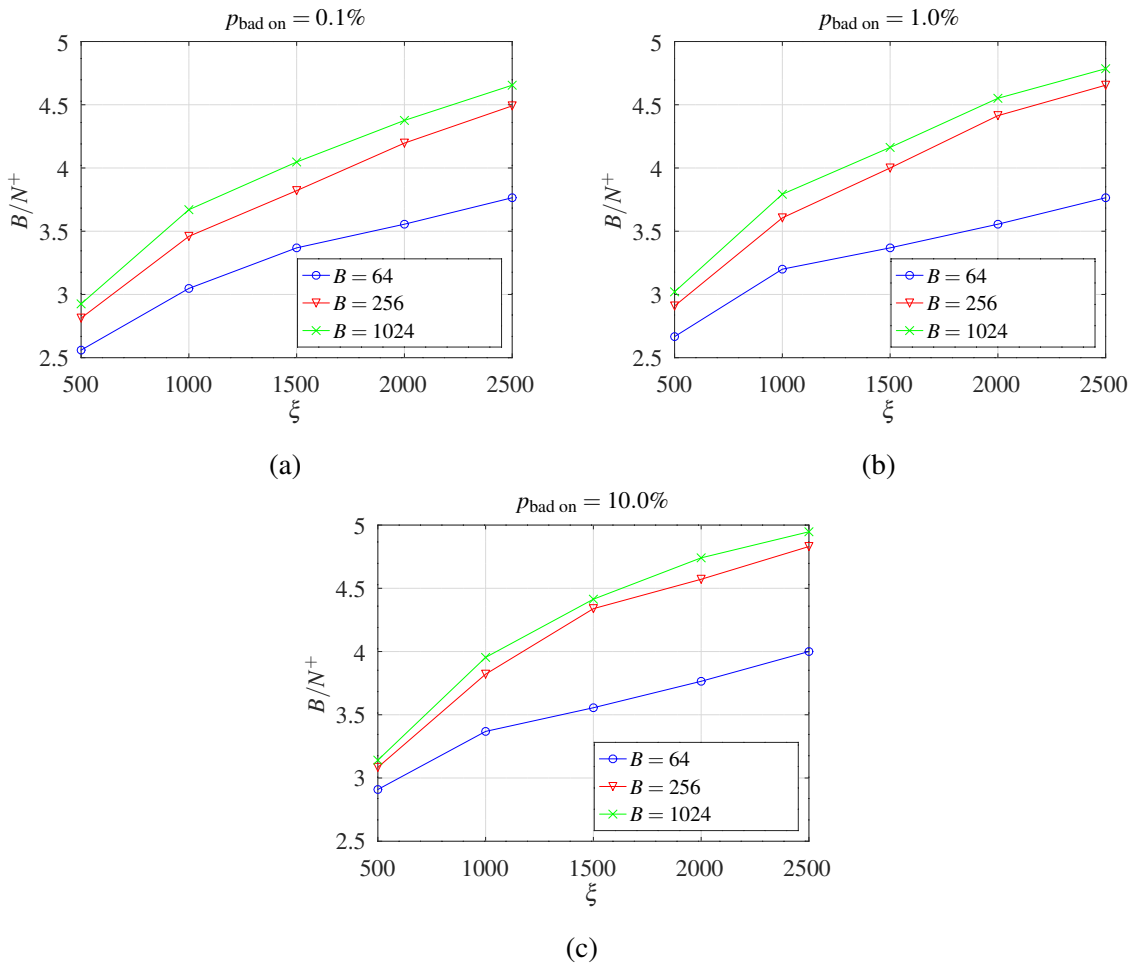 p_bad on = 0.1%
5
4.5
4
3.5
3
2.5
B/N⁺
B = 64
B = 256
B = 1024
500 1000 1500 2000 2500
ξ
(a)
p_bad on = 1.0%
5
4.5
4
3.5
3
2.5
B/N⁺
B = 64
B = 256
B = 1024
500 1000 1500 2000 2500
ξ
(b)
p_bad on = 10.0%
5
4.5
4
3.5
3
2.5
B/N⁺
B = 64
B = 256
B = 1024
500 1000 1500 2000 2500
ξ
(c)